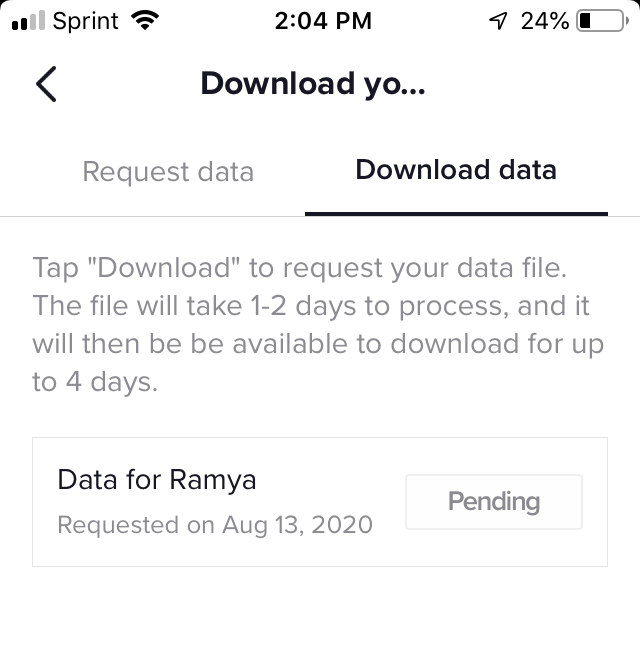 Sprint 2:04 PM 24%
Download yo...
Request data Download data
Tap "Download" to request your data file.
The file will take 1-2 days to process, and it
will then be be available to download for up
to 4 days.
Data for Ramya
Requested on Aug 13, 2020
Pending